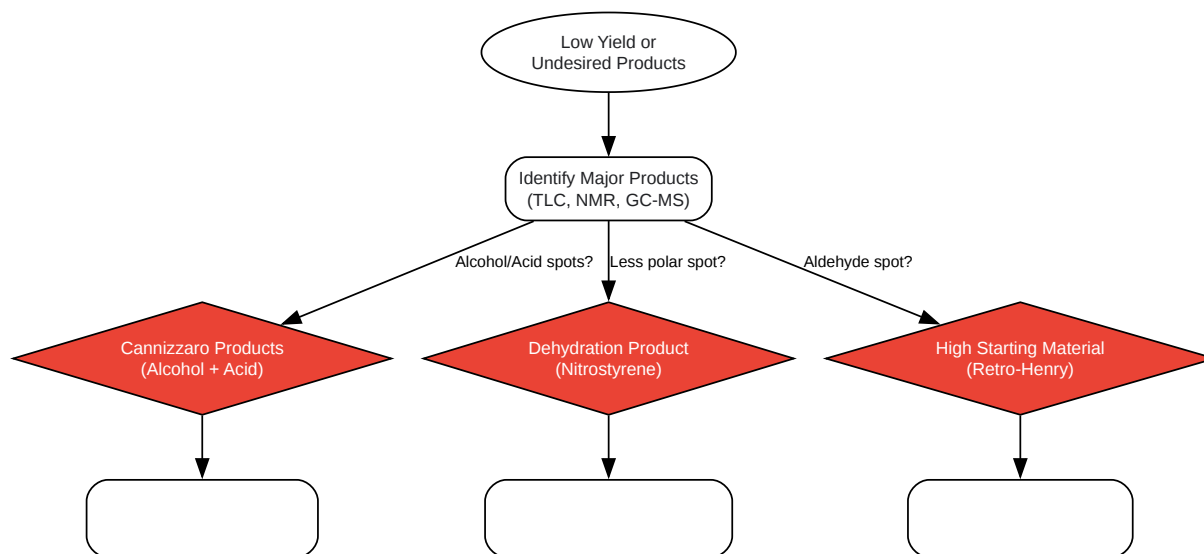 Low Yield or
Undesired Products
Identify Major Products
(TLC, NMR, GC-MS)
Alcohol/Acid spots?
Less polar spot?
Aldehyde spot?
Cannizzaro Products
(Alcohol + Acid)
Dehydration Product
(Nitrostyrene)
High Starting Material
(Retro-Henry)